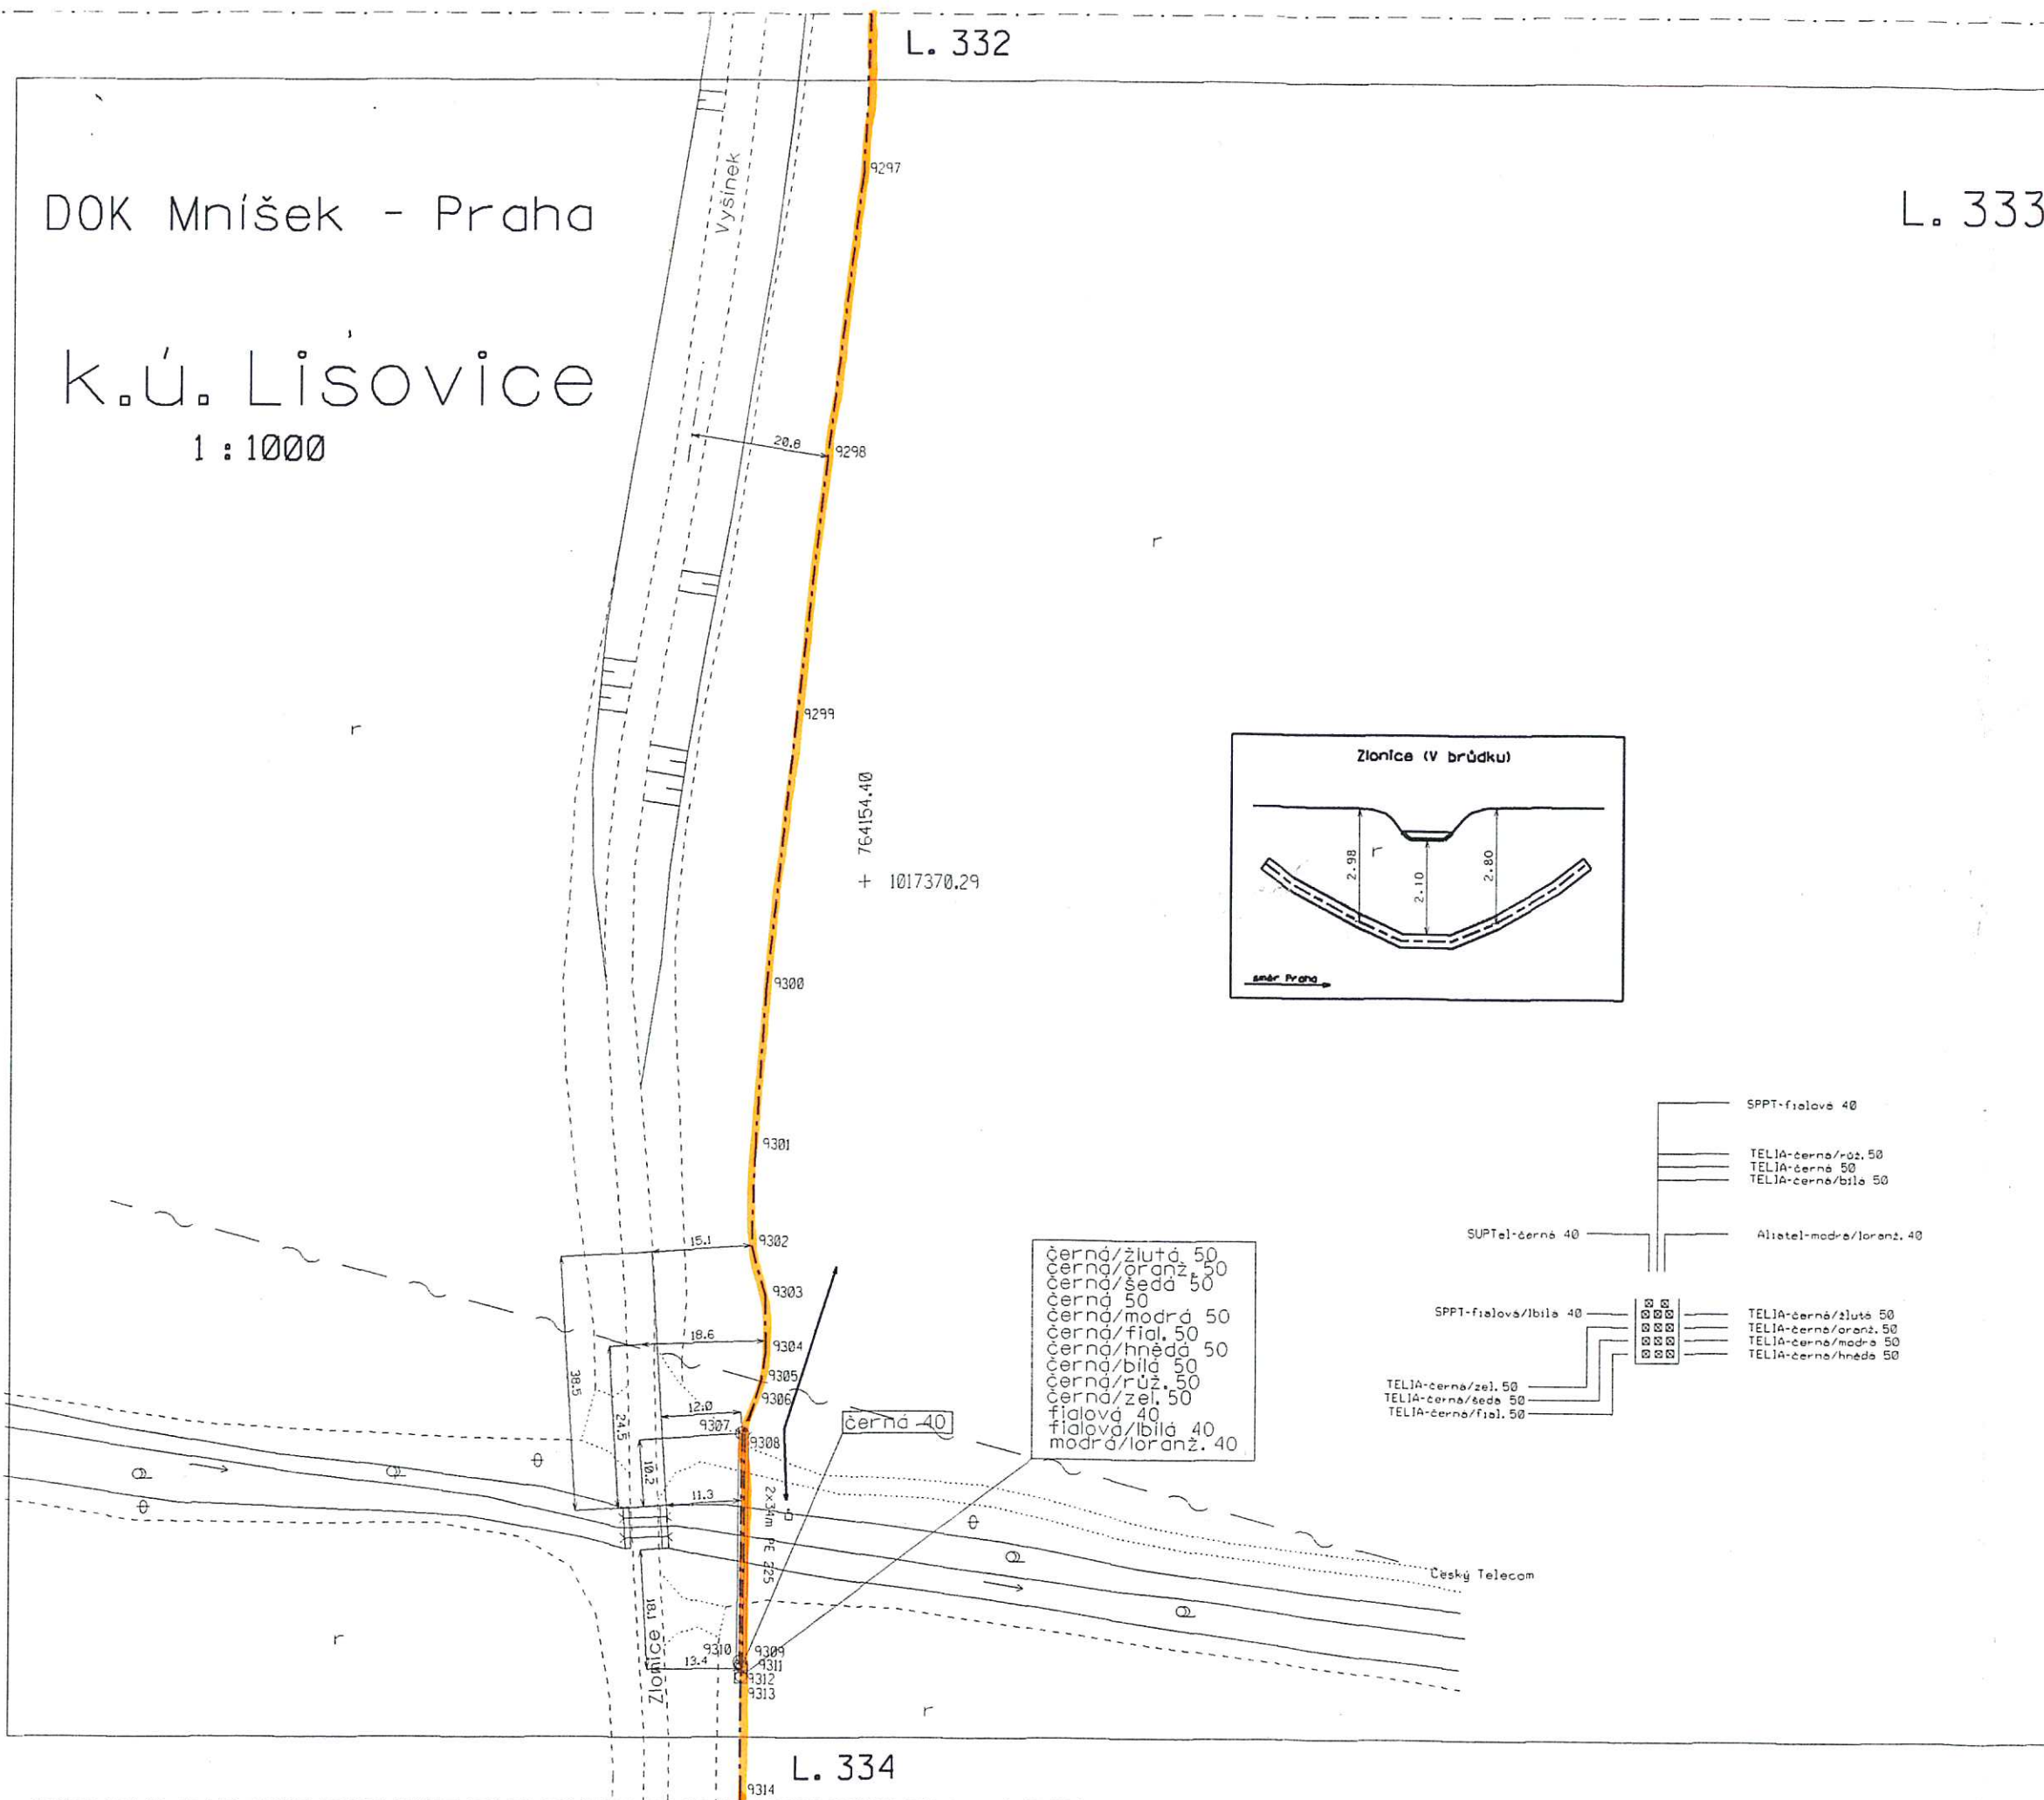 L. 332
DOK Mníšek - Praha
L. 333
k.ú. Lisovice
1 : 1000
Vyšínek
9297
20.8
9298
r
r
9299
764154.40
+ 1017370.29
9300
Zlonice (V brůdku)
2.98
r
2.10
2.80
směr Praha
9301
SPPT-fialová 40
TELIA-černá/růž. 50
TELIA-černá 50
TELIA-černá/bílá 50
SUPTel-černá 40
Aliatel-modrá/loranž. 40
SPPT-fialová/lbílá 40
TELIA-černá/žlutá 50
TELIA-černá/oranž. 50
TELIA-černá/modrá 50
TELIA-černá/hnědá 50
TELIA-černá/zel. 50
TELIA-černá/šedá 50
TELIA-černá/fial. 50
15.1
9302
9303
18.6
9304
9305
9306
38.5
24.5
12.0
9307
9308
10.2
11.3
černá 40
černá/žlutá 50
černá/oranž. 50
černá/šedá 50
černá 50
černá/modrá 50
černá/fial. 50
černá/hnědá 50
černá/bílá 50
černá/růž. 50
černá/zel. 50
fialová 40
fialová/lbílá 40
modrá/loranž. 40
2x34m PE 225
Český Telecom
18.1
Zlonice
r
9310
9309
13.4
9311
9312
9313
r
L. 334
9314